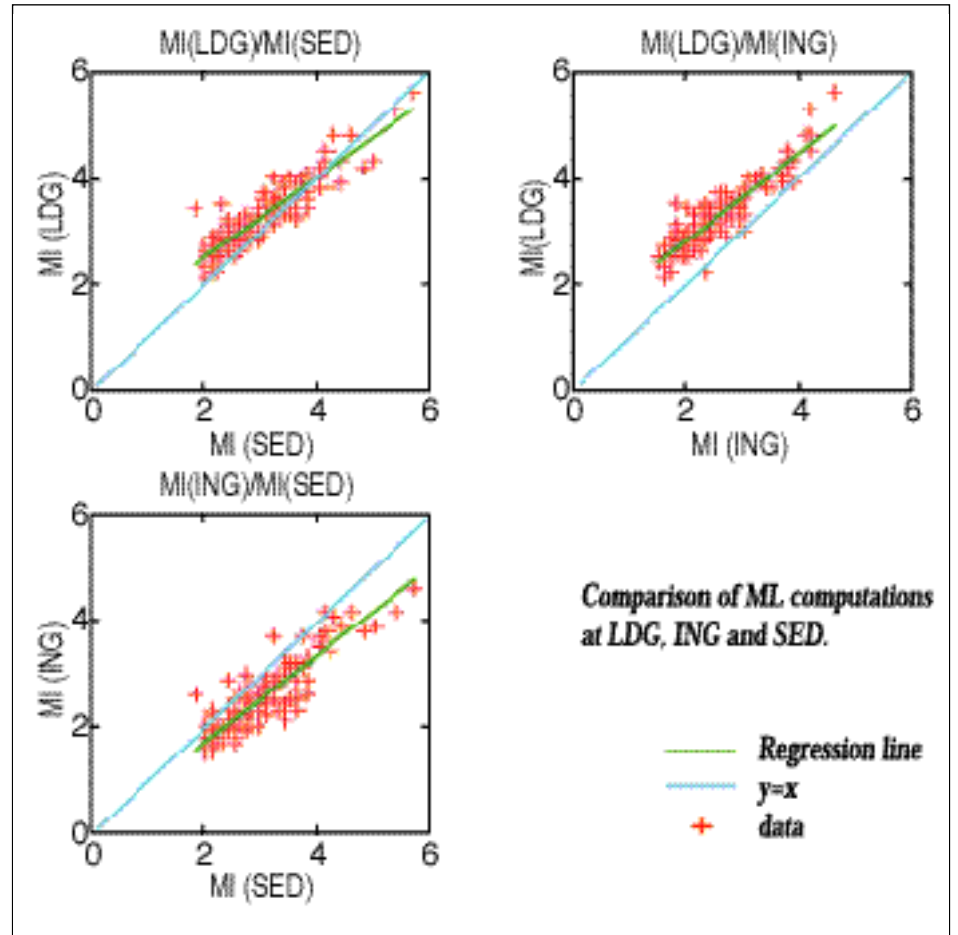 MI(LDG)/MI(SED)
6
4
2
0
MI (LDG)
0 2 4 6
MI (SED)
MI(LDG)/MI(ING)
6
4
2
0
MI(LDG)
0 2 4 6
MI (ING)
MI(ING)/MI(SED)
6
4
2
0
MI (ING)
0 2 4 6
MI (SED)
Comparison of ML computations
at LDG, ING and SED.
Regression line
y=x
data